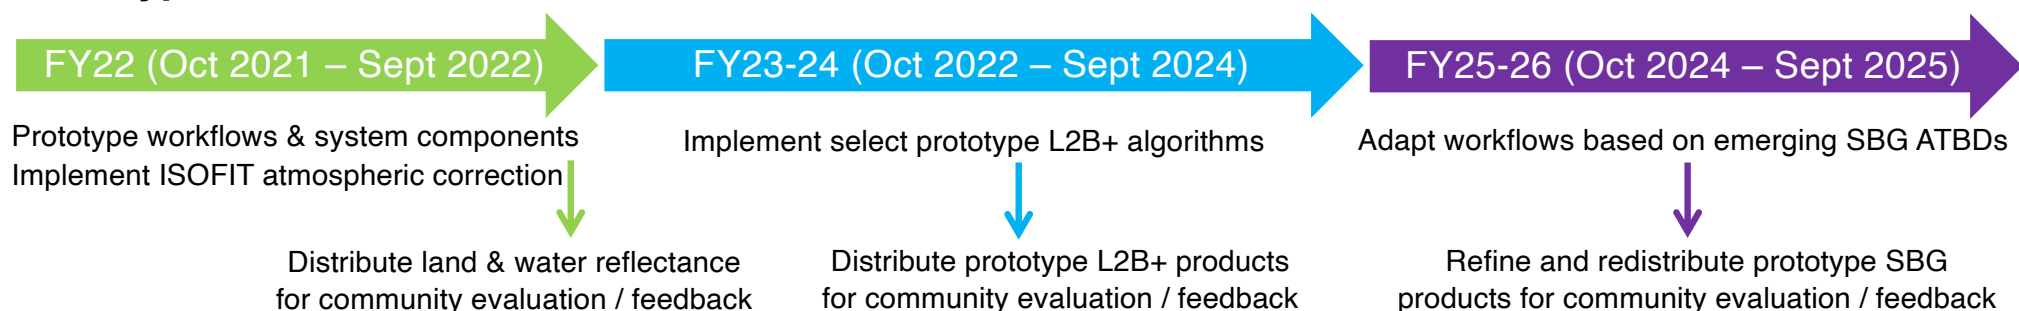 FY22 (Oct 2021 – Sept 2022)
FY23-24 (Oct 2022 – Sept 2024)
FY25-26 (Oct 2024 – Sept 2025)
Prototype workflows & system components
Implement ISOFIT atmospheric correction
Distribute land & water reflectance
for community evaluation / feedback
Implement select prototype L2B+ algorithms
Distribute prototype L2B+ products
for community evaluation / feedback
Adapt workflows based on emerging SBG ATBDs
Refine and redistribute prototype SBG
products for community evaluation / feedback